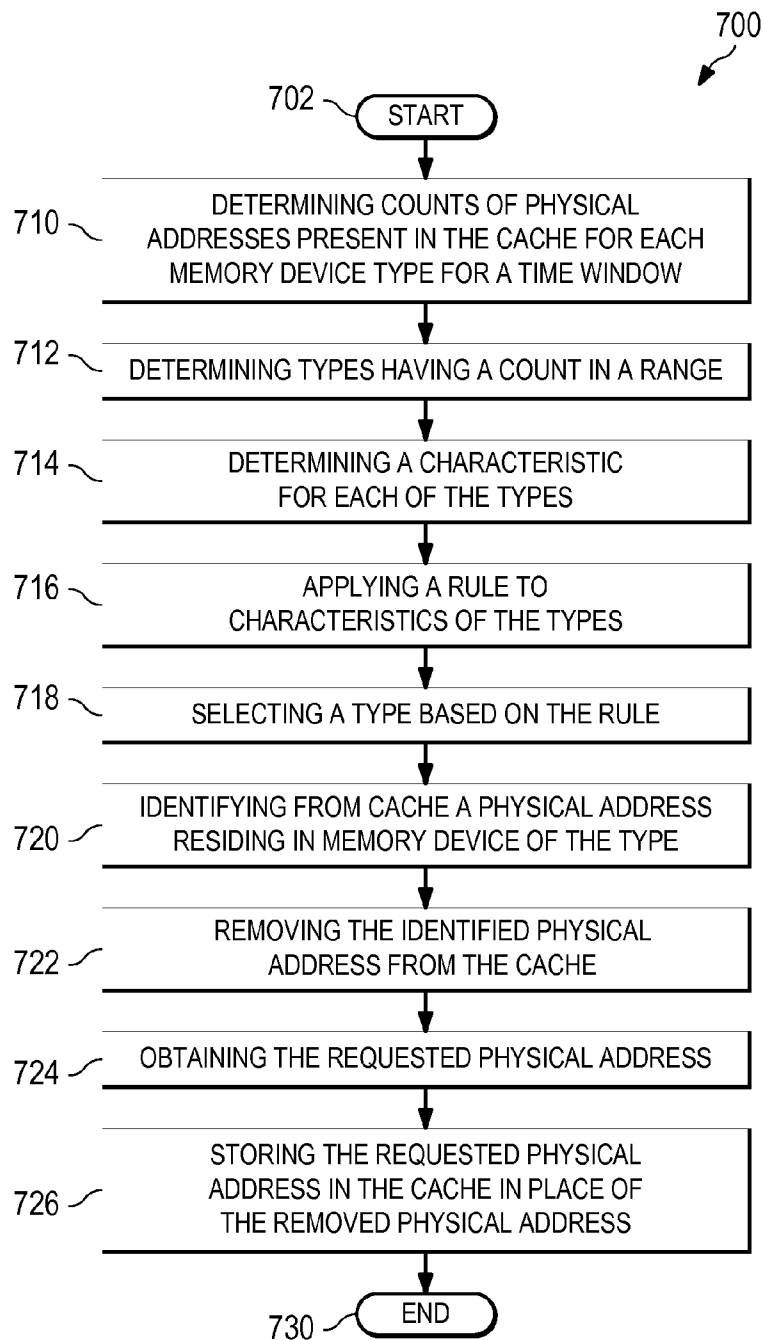 700
702
START
710
DETERMINING COUNTS OF PHYSICAL
ADDRESSES PRESENT IN THE CACHE FOR EACH
MEMORY DEVICE TYPE FOR A TIME WINDOW
712
DETERMINING TYPES HAVING A COUNT IN A RANGE
714
DETERMINING A CHARACTERISTIC
FOR EACH OF THE TYPES
716
APPLYING A RULE TO
CHARACTERISTICS OF THE TYPES
718
SELECTING A TYPE BASED ON THE RULE
720
IDENTIFYING FROM CACHE A PHYSICAL ADDRESS
RESIDING IN MEMORY DEVICE OF THE TYPE
722
REMOVING THE IDENTIFIED PHYSICAL
ADDRESS FROM THE CACHE
724
OBTAINING THE REQUESTED PHYSICAL ADDRESS
726
STORING THE REQUESTED PHYSICAL
ADDRESS IN THE CACHE IN PLACE OF
THE REMOVED PHYSICAL ADDRESS
730
END